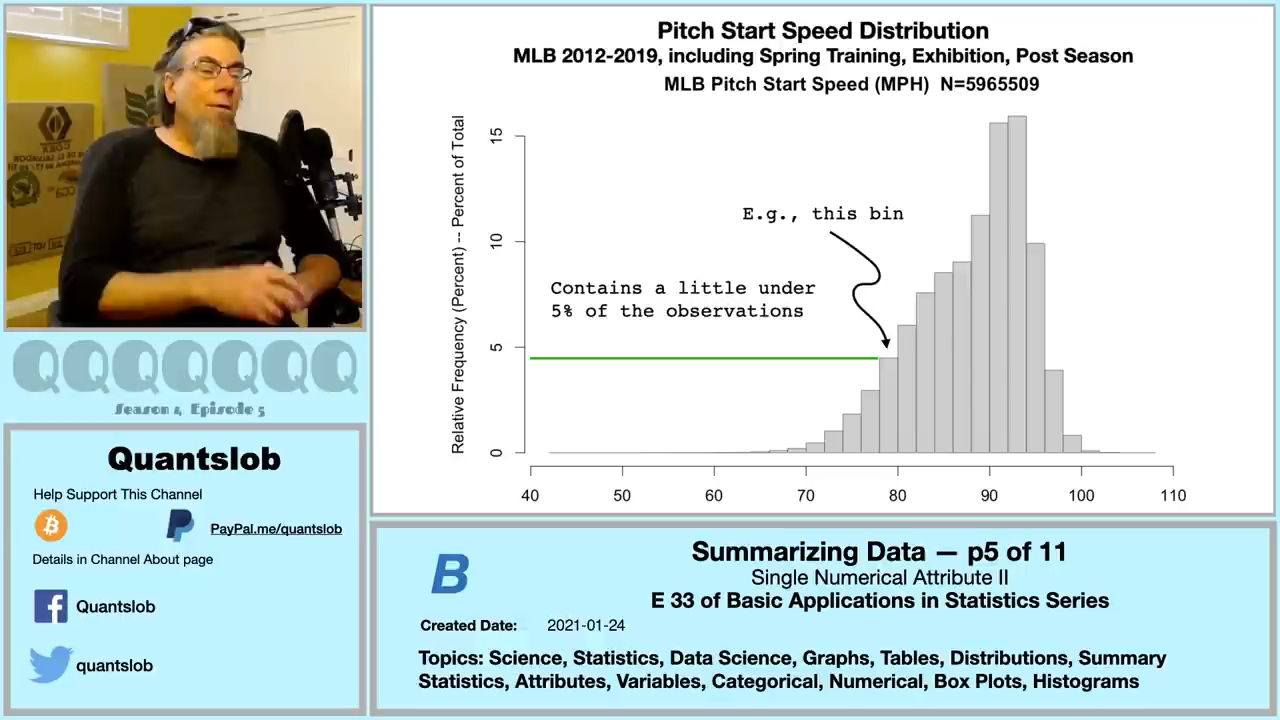 Pitch Start Speed Distribution
MLB 2012-2019, including Spring Training, Exhibition, Post Season
MLB Pitch Start Speed (MPH) N=5965509
Relative Frequency (Percent) -- Percent of Total
15
10
5
0
E.g., this bin
Contains a little under
5% of the observations
40 50 60 70 80 90 100 110
QQQQQQQ
Season 4 Episode 5
Quantslob
Help Support This Channel
PayPal.me/quantslob
Details in Channel About page
Quantslob
quantslob
B
Summarizing Data — p5 of 11
Single Numerical Attribute II
E 33 of Basic Applications in Statistics Series
Created Date: 2021-01-24
Topics: Science, Statistics, Data Science, Graphs, Tables, Distributions, Summary
Statistics, Attributes, Variables, Categorical, Numerical, Box Plots, Histograms